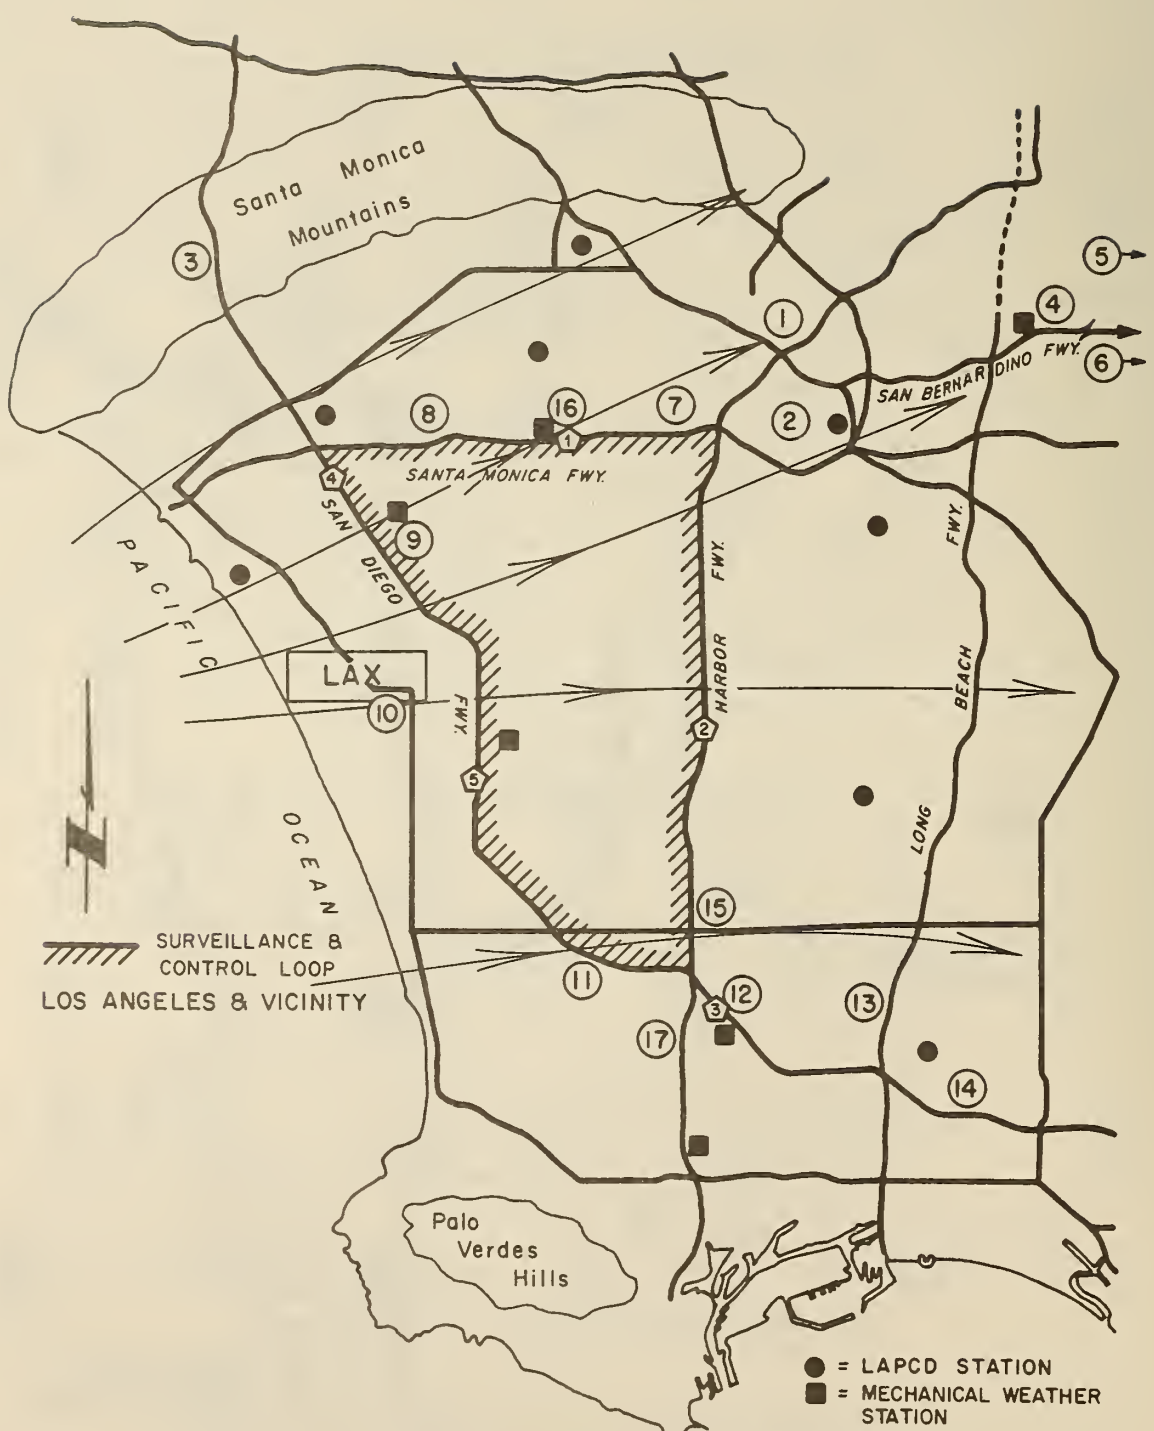 Santa Monica
Mountains
3
5
4
1
6
SAN BERNARDINO FWY.
16
7
8
2
1
SANTA MONICA FWY.
4
SAN DIEGO FWY.
9
PACIFIC OCEAN
HARBOR FWY.
LONG BEACH FWY.
LAX
10
2
5
N
SURVEILLANCE &
CONTROL LOOP
LOS ANGELES & VICINITY
15
11
12
3
13
17
14
Palo
Verdes
Hills
= LAPCD STATION
= MECHANICAL WEATHER
STATION